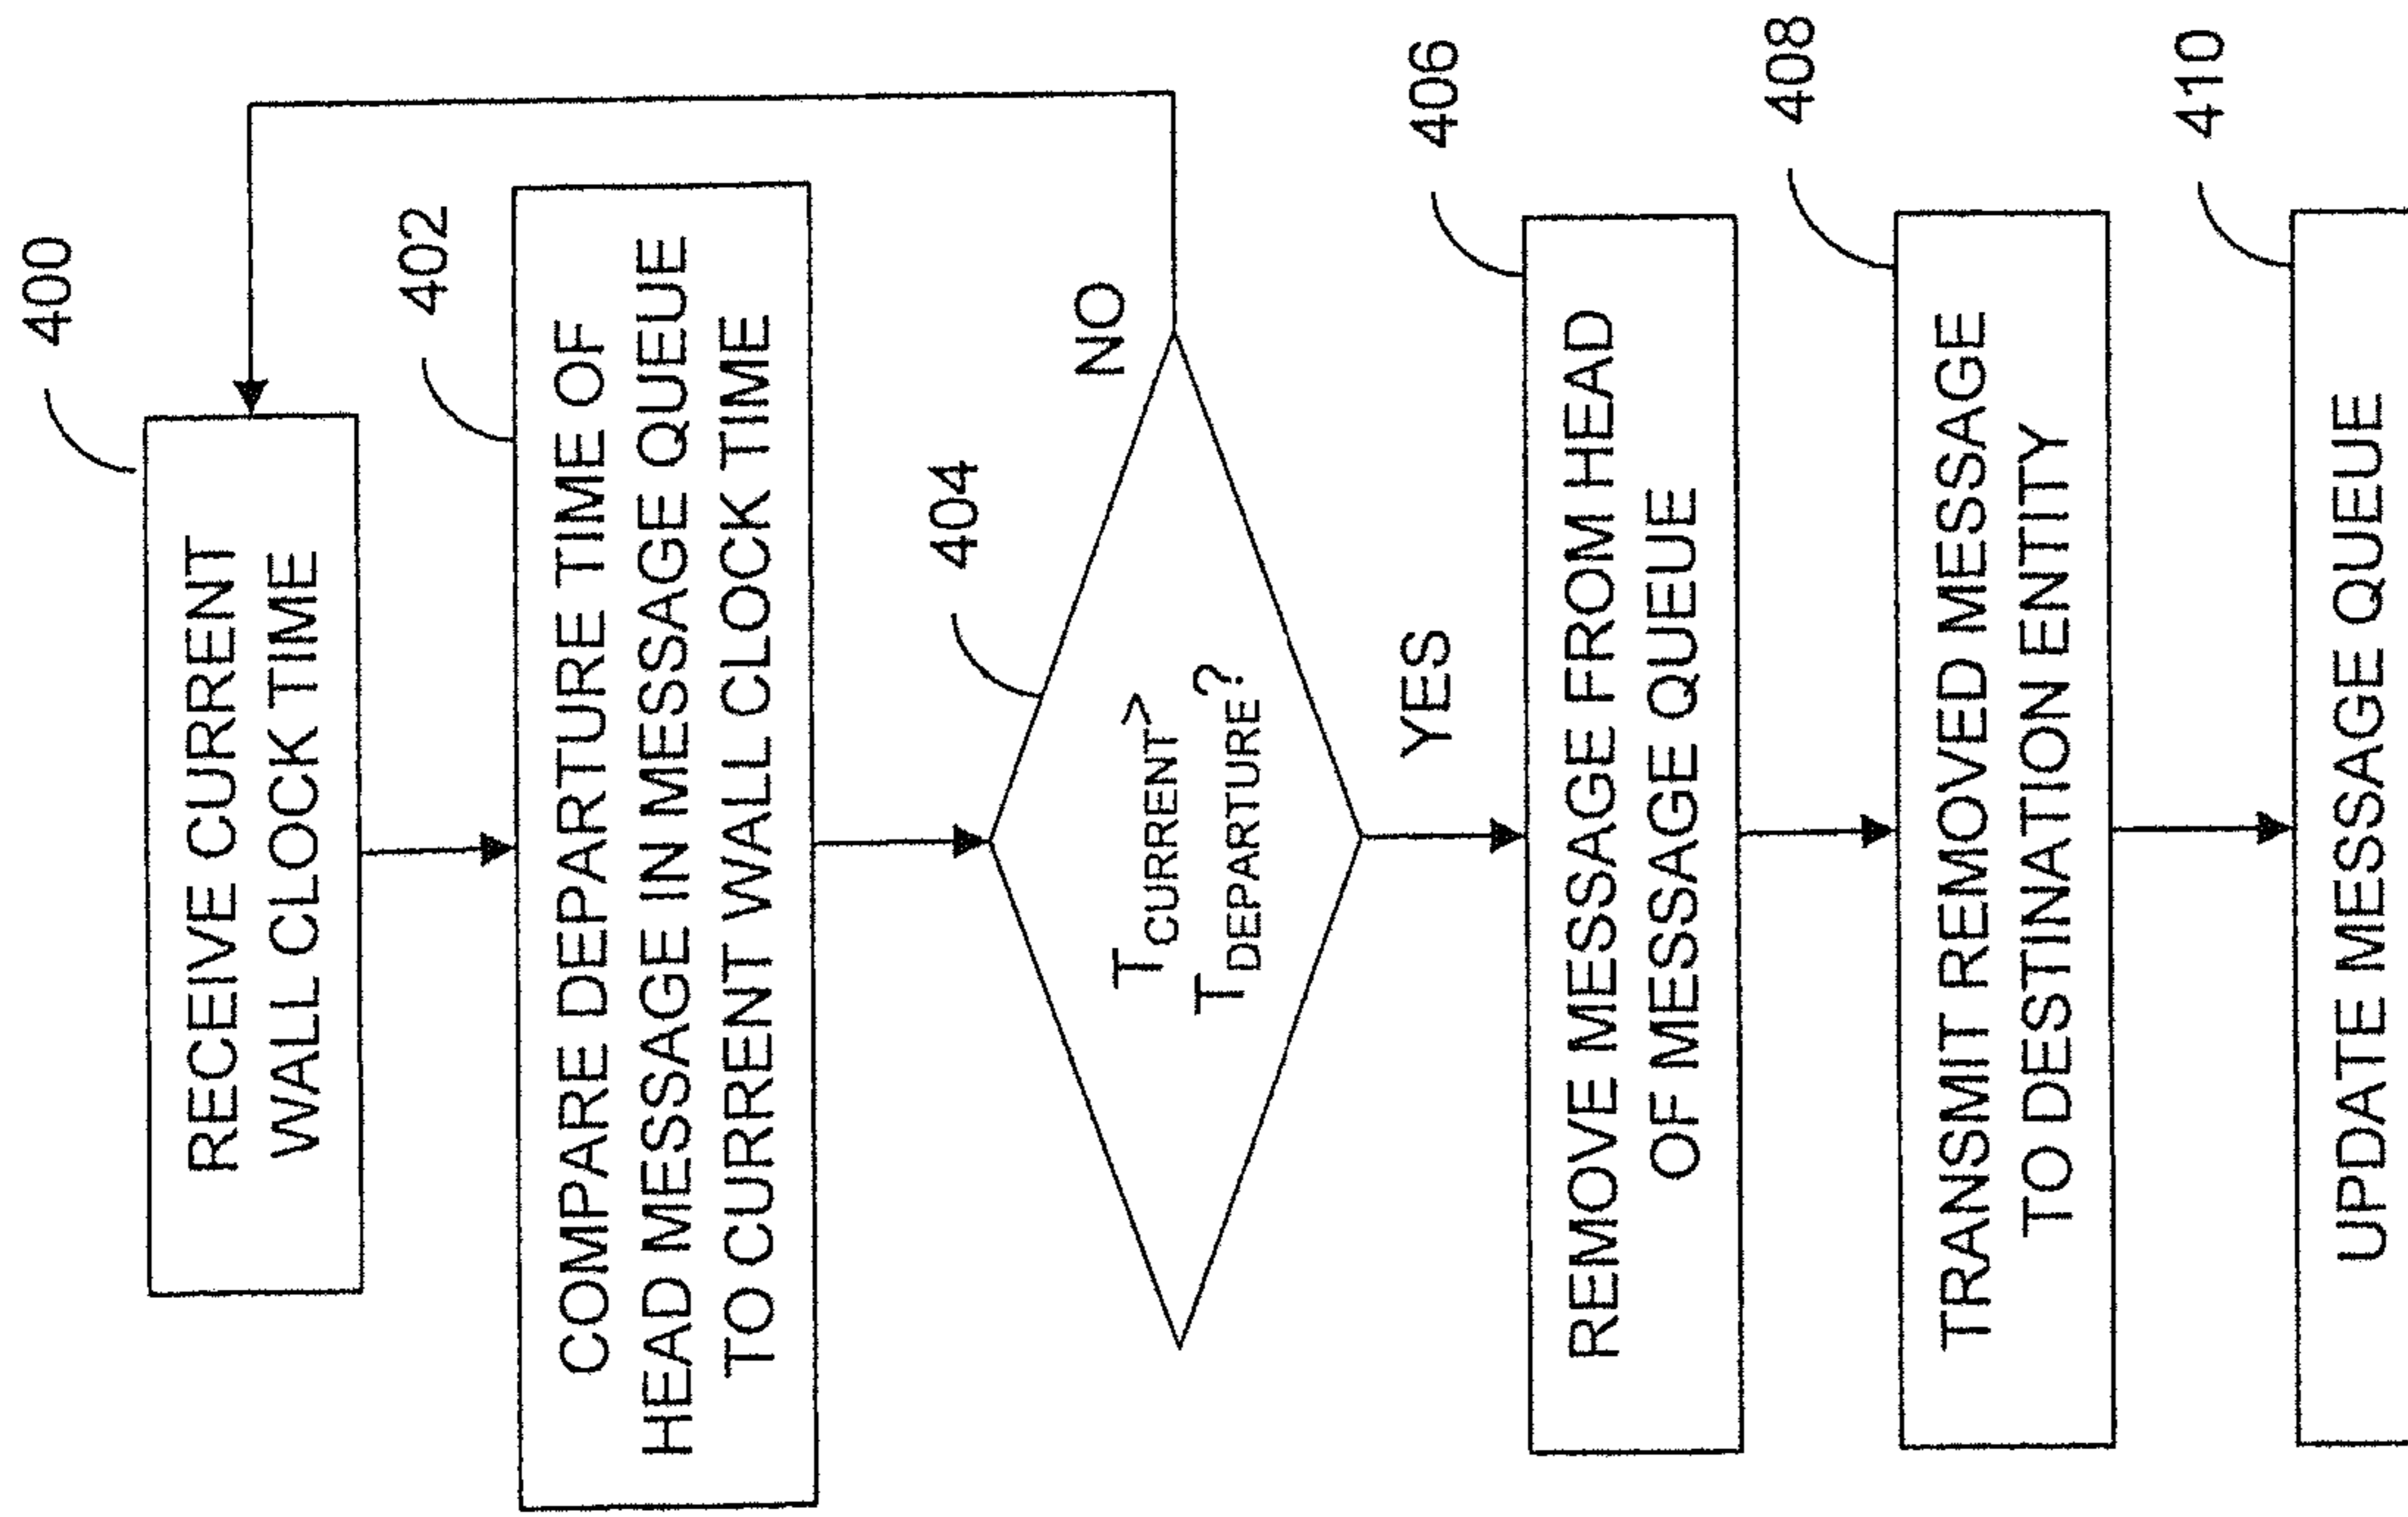 400
RECEIVE CURRENT
WALL CLOCK TIME
402
COMPARE DEPARTURE TIME OF
HEAD MESSAGE IN MESSAGE QUEUE
TO CURRENT WALL CLOCK TIME
404
TCURRENT>
TDEPARTURE?
NO
YES
406
REMOVE MESSAGE FROM HEAD
OF MESSAGE QUEUE
408
TRANSMIT REMOVED MESSAGE
TO DESTINATION ENTITY
410
UPDATE MESSAGE QUEUE